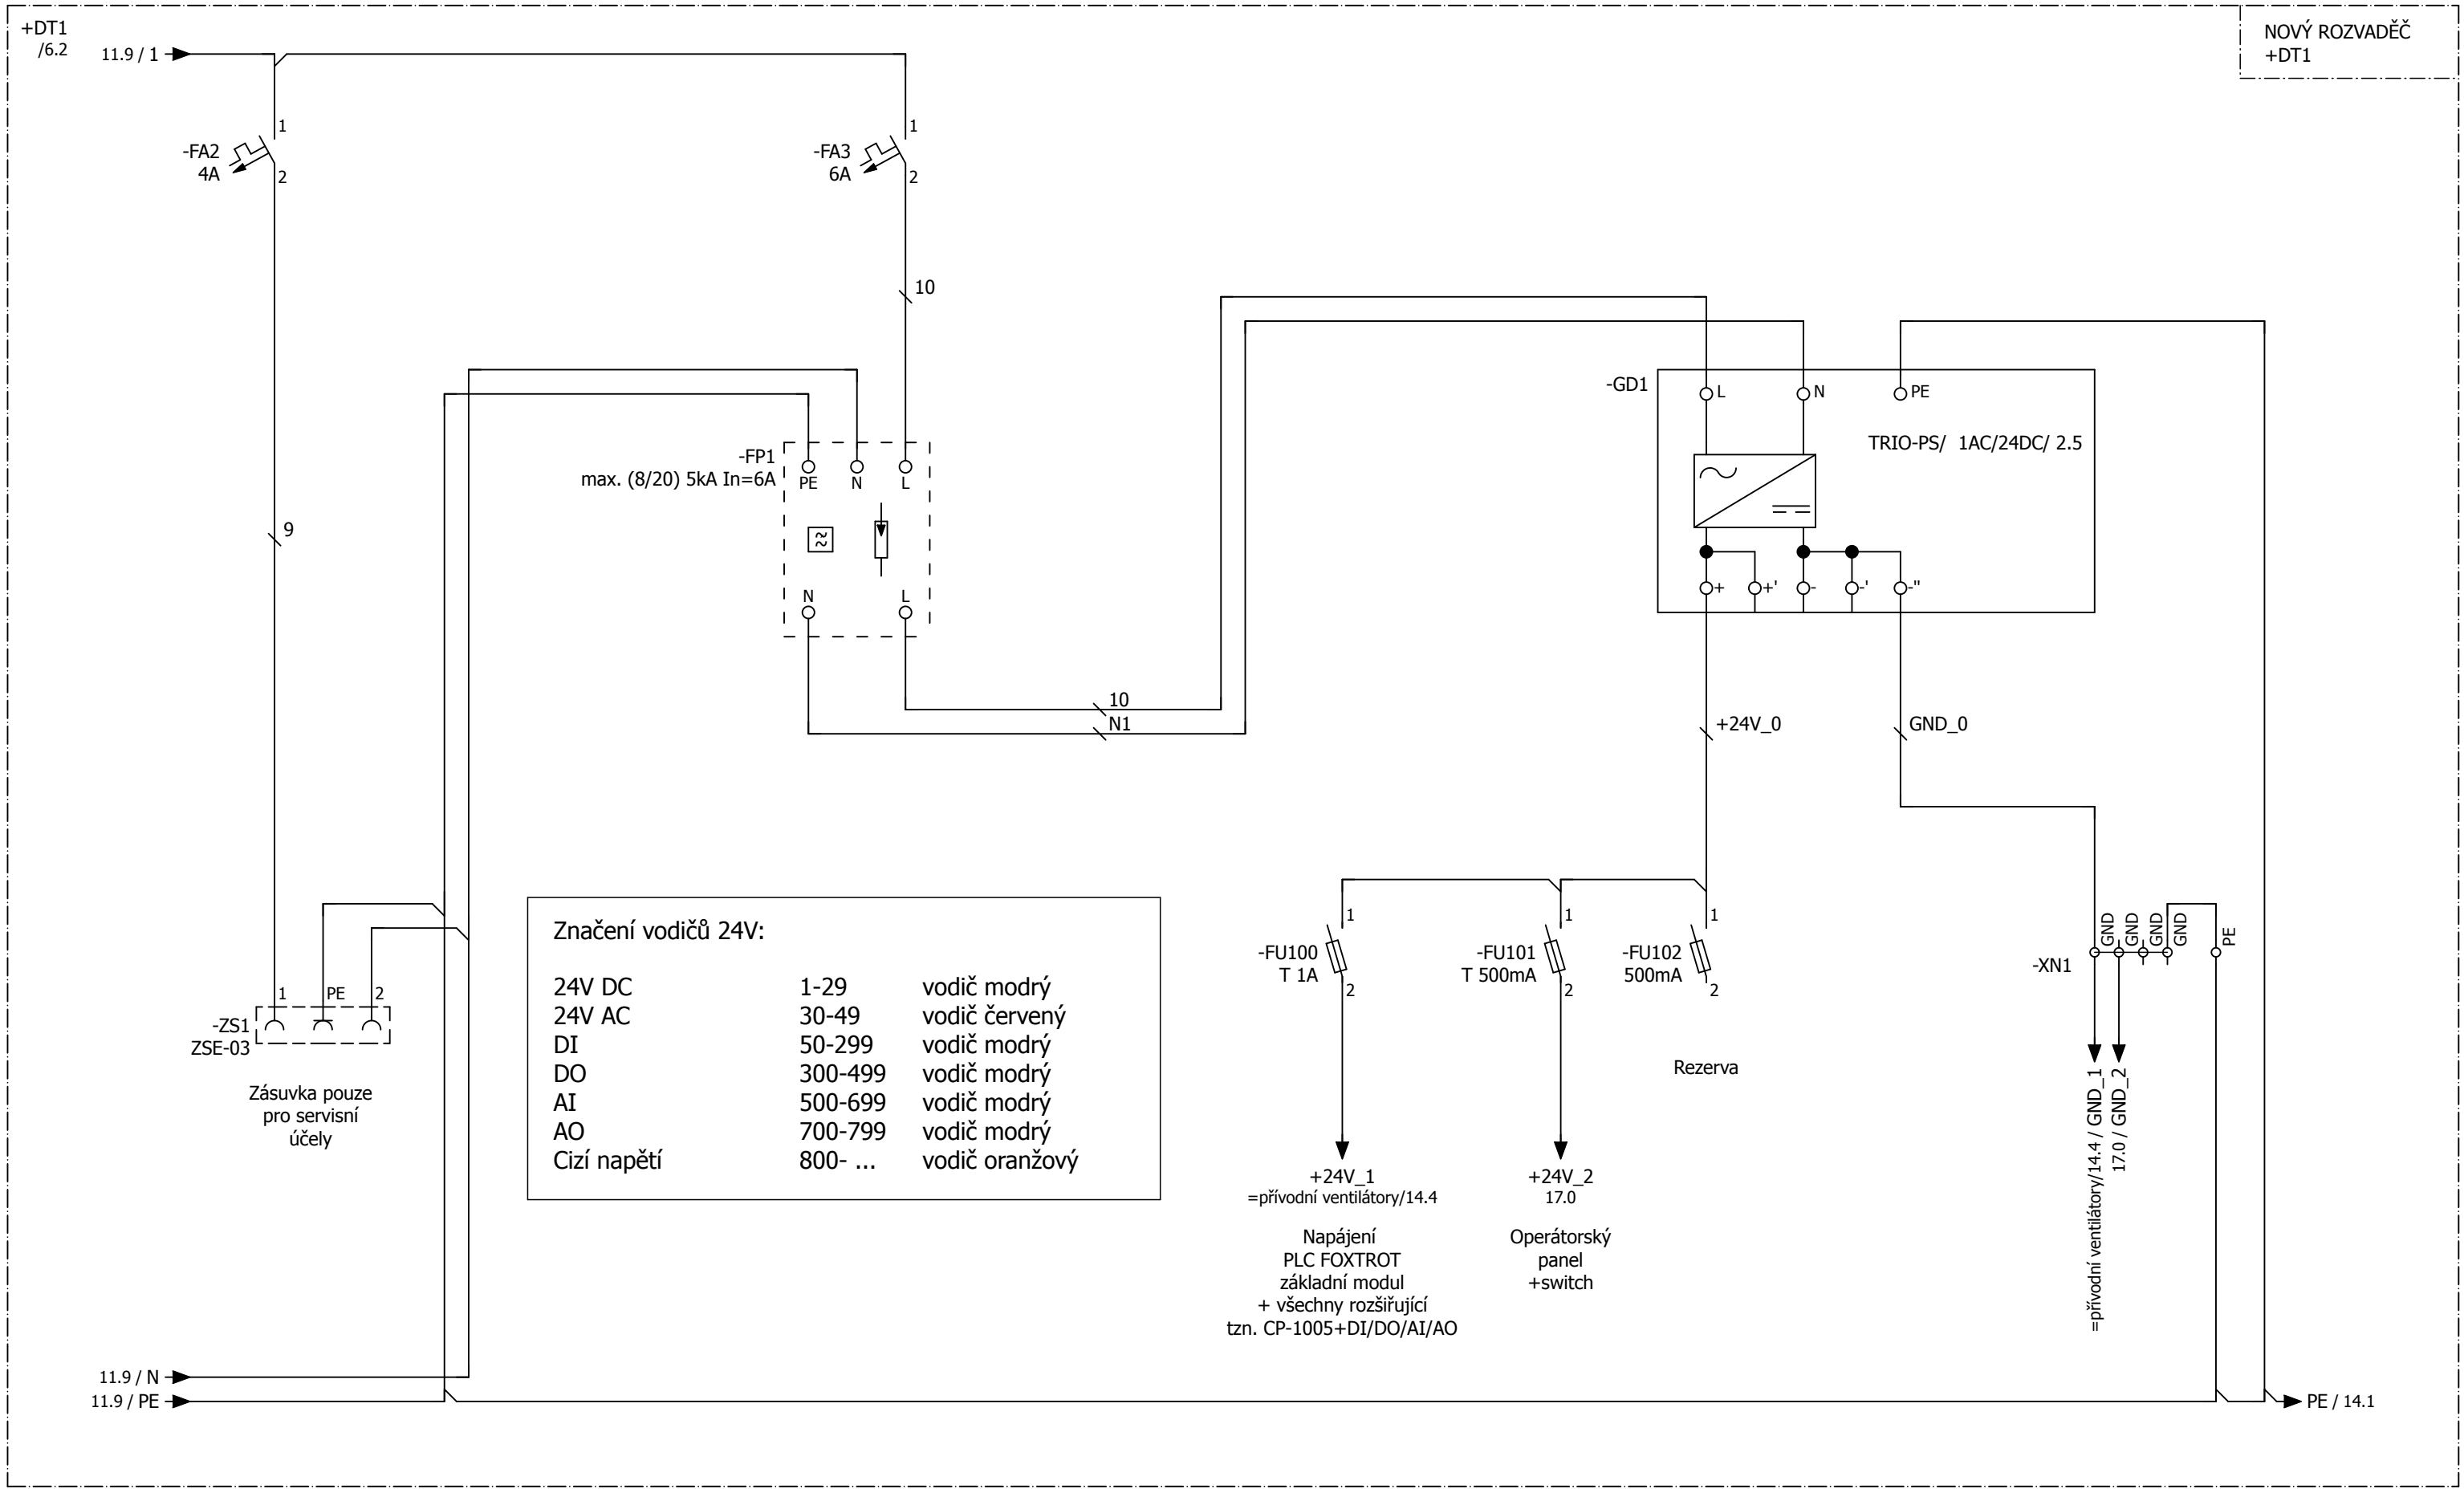 +DT1
/6.2
11.9 / 1
NOVÝ ROZVADĚČ
+DT1
1
-FA2
4A
2
1
-FA3
6A
2
10
9
-FP1
max. (8/20) 5kA In=6A
PE
N
L
≈
N
L
-GD1
L
N
PE
TRIO-PS/  1AC/24DC/ 2.5
+
+'
-
-'
-"
10
N1
+24V_0
GND_0
1
PE
2
-ZS1
ZSE-03
Zásuvka pouze
pro servisní
účely
Značení vodičů 24V:
24V DC 1-29 vodič modrý
24V AC 30-49 vodič červený
DI 50-299 vodič modrý
DO 300-499 vodič modrý
AI 500-699 vodič modrý
AO 700-799 vodič modrý
Cizí napětí 800- ... vodič oranžový
1
-FU100
T 1A
2
1
-FU101
T 500mA
2
1
-FU102
500mA
2
Rezerva
-XN1
GND
GND
GND
GND
PE
+24V_1
=přívodní ventilátory/14.4
Napájení
PLC FOXTROT
základní modul
+ všechny rozšiřující
tzn. CP-1005+DI/DO/AI/AO
+24V_2
17.0
Operátorský
panel
+switch
=přívodní ventilátory/14.4 / GND_1
17.0 / GND_2
11.9 / N
11.9 / PE
PE / 14.1